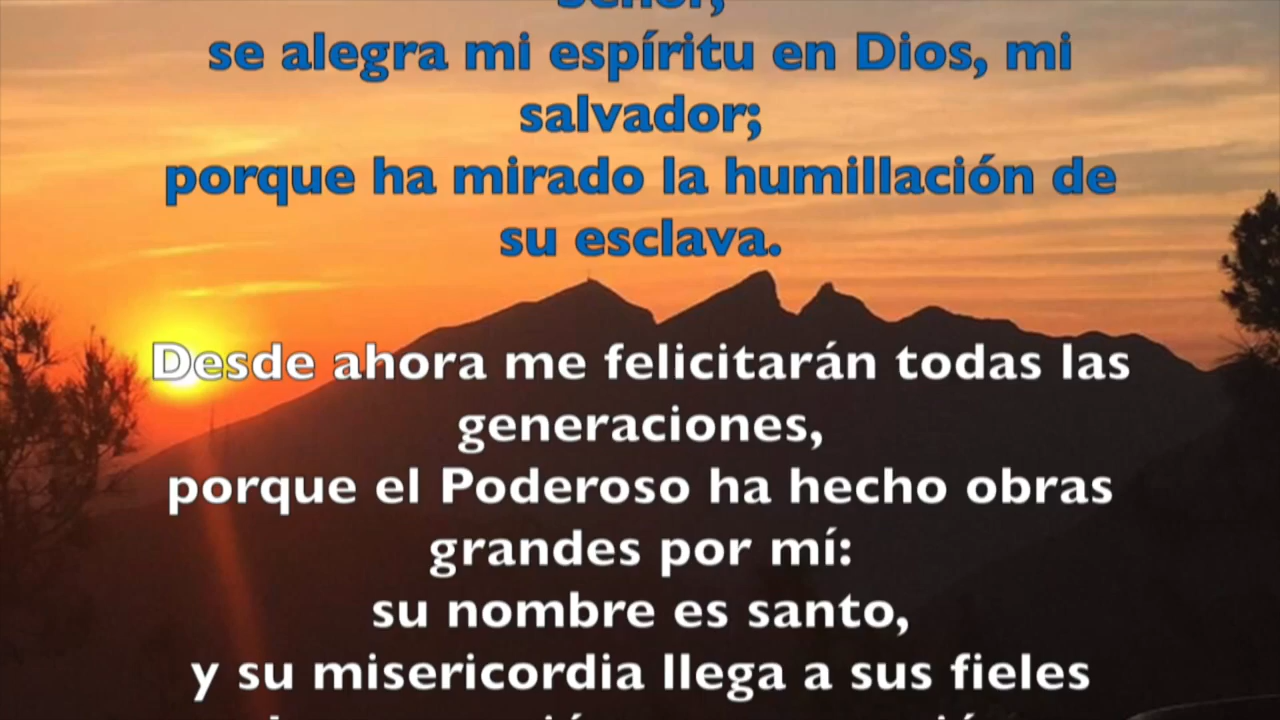 Señor,
se alegra mi espíritu en Dios, mi
salvador;
porque ha mirado la humillación de
su esclava.
Desde ahora me felicitarán todas las
generaciones,
porque el Poderoso ha hecho obras
grandes por mí:
su nombre es santo,
y su misericordia llega a sus fieles